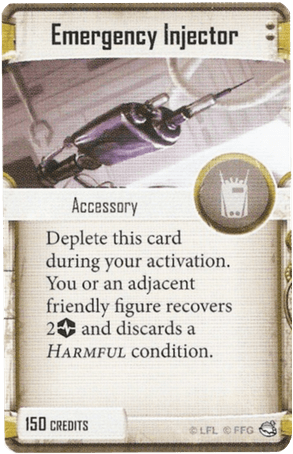 Emergency Injector
Accessory
Deplete this card
during your activation.
You or an adjacent
friendly figure recovers
2 and discards a
HARMFUL condition.
150 CREDITS
© LFL © FFG